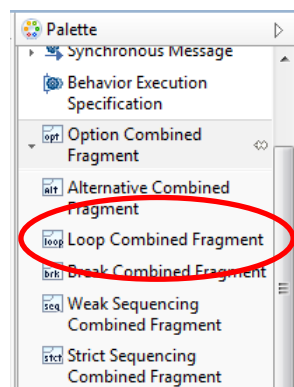 Palette
Synchronous Message
Behavior Execution
Specification
opt Option Combined
Fragment
Alt Alternative Combined
Fragment
loop Loop Combined Fragment
brk Break Combined Fragment
seq Weak Sequencing
Combined Fragment
strict Strict Sequencing
Combined Fragment